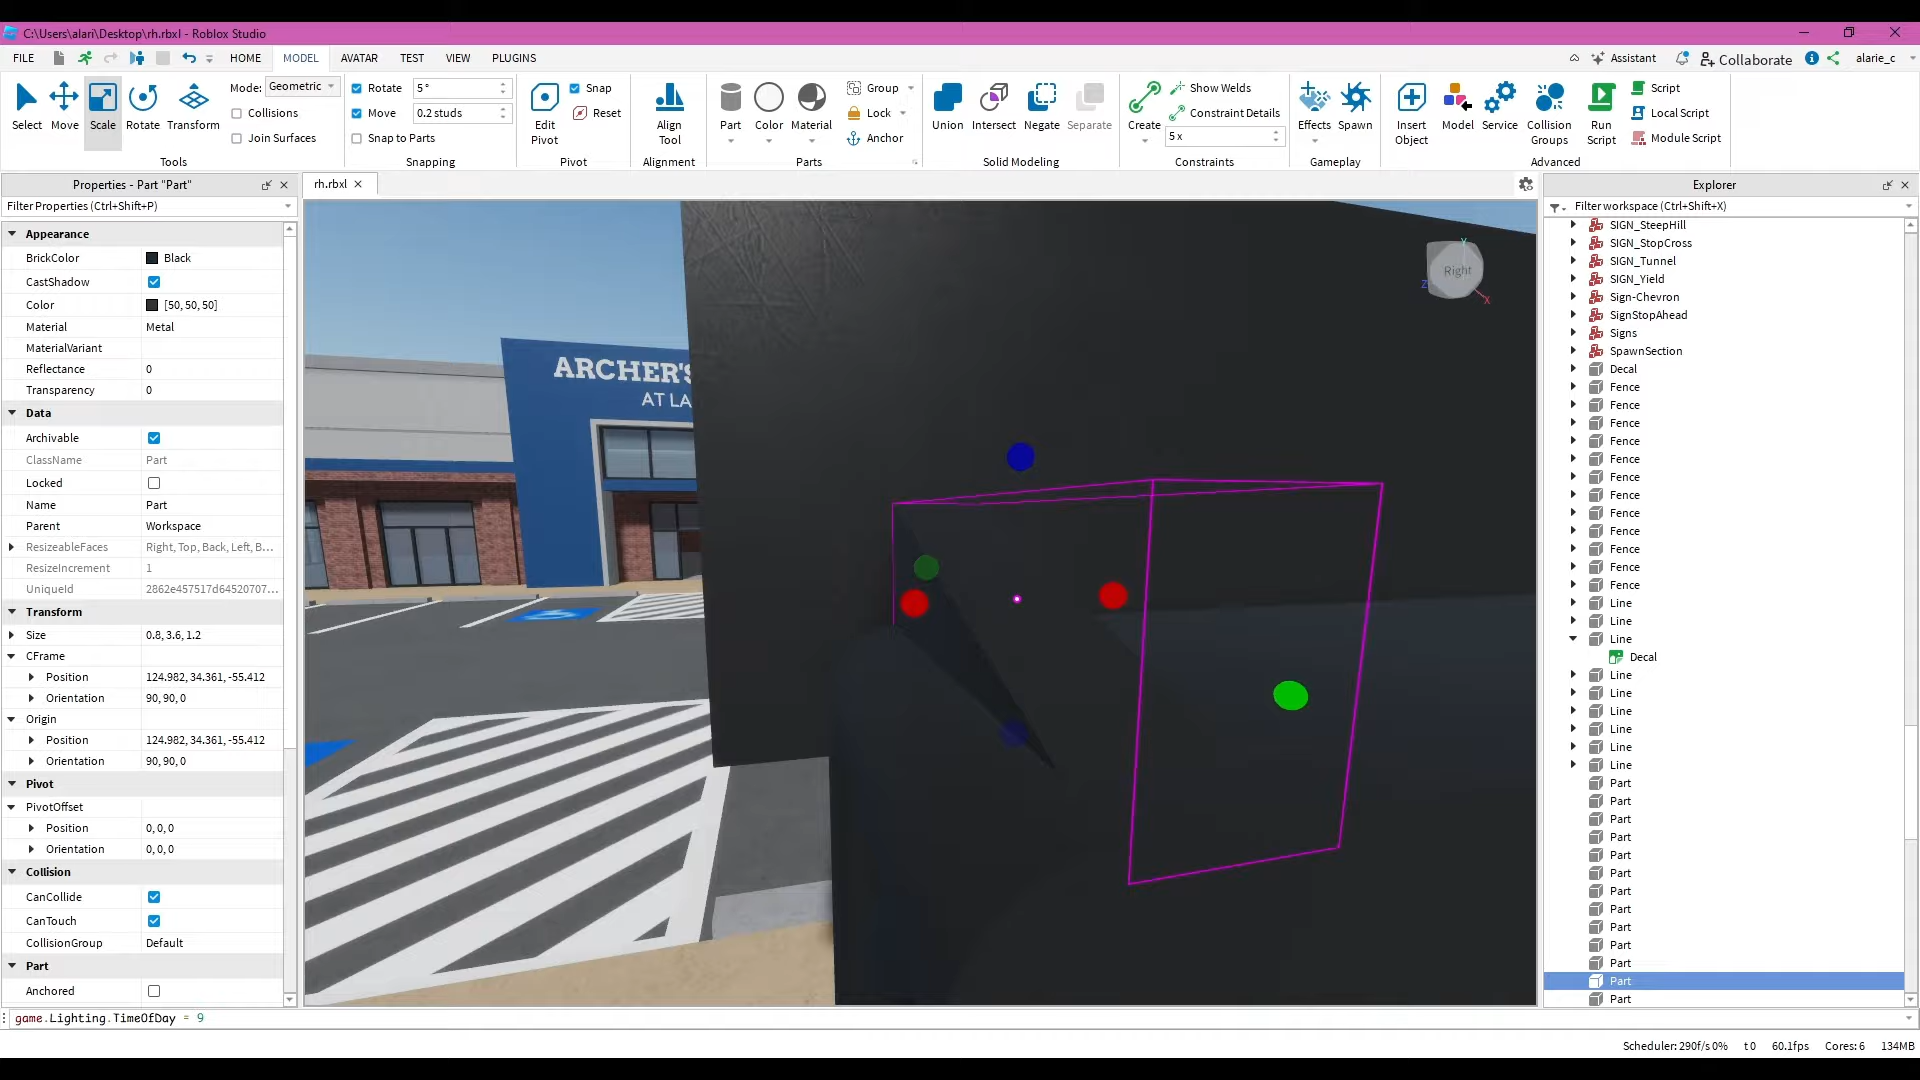 C:\Users\alari\Desktop\rh.rbxl - Roblox Studio
FILE HOME MODEL AVATAR TEST VIEW PLUGINS Assistant Collaborate alarie_c
Select Move Scale Rotate Transform
Mode: Geometric
Collisions
Join Surfaces
Tools
Rotate 5°
Move 0.2 studs
Snap to Parts
Snapping
Edit Pivot
Snap
Reset
Pivot
Align Tool
Alignment
Part Color Material
Group
Lock
Anchor
Parts
Union Intersect Negate Separate
Solid Modeling
Create
Show Welds
Constraint Details
5 x
Constraints
Effects Spawn
Gameplay
Insert Object Model Service Collision Groups Run Script
Script
Local Script
Module Script
Advanced
Properties - Part "Part"
Filter Properties (Ctrl+Shift+P)
Appearance
BrickColor Black
CastShadow
Color [50, 50, 50]
Material Metal
MaterialVariant
Reflectance 0
Transparency 0
Data
Archivable
ClassName Part
Locked
Name Part
Parent Workspace
ResizeableFaces Right, Top, Back, Left, B...
ResizeIncrement 1
UniqueId 2862e457517d64520707...
Transform
Size 0.8, 3.6, 1.2
CFrame
Position 124.982, 34.361, -55.412
Orientation 90, 90, 0
Origin
Position 124.982, 34.361, -55.412
Orientation 90, 90, 0
Pivot
PivotOffset
Position 0, 0, 0
Orientation 0, 0, 0
Collision
CanCollide
CanTouch
CollisionGroup Default
Part
Anchored
rh.rbxl
ARCHER'S
AT LA
Right
Y
Z
X
Explorer
Filter workspace (Ctrl+Shift+X)
SIGN_SteepHill
SIGN_StopCross
SIGN_Tunnel
SIGN_Yield
Sign-Chevron
SignStopAhead
Signs
SpawnSection
Decal
Fence
Fence
Fence
Fence
Fence
Fence
Fence
Fence
Fence
Fence
Fence
Fence
Line
Line
Line
Decal
Line
Line
Line
Line
Line
Line
Part
Part
Part
Part
Part
Part
Part
Part
Part
Part
Part
Part
Part
game.Lighting.TimeOfDay = 9
Scheduler: 290f/s 0% t 0 60.1fps Cores: 6 134MB